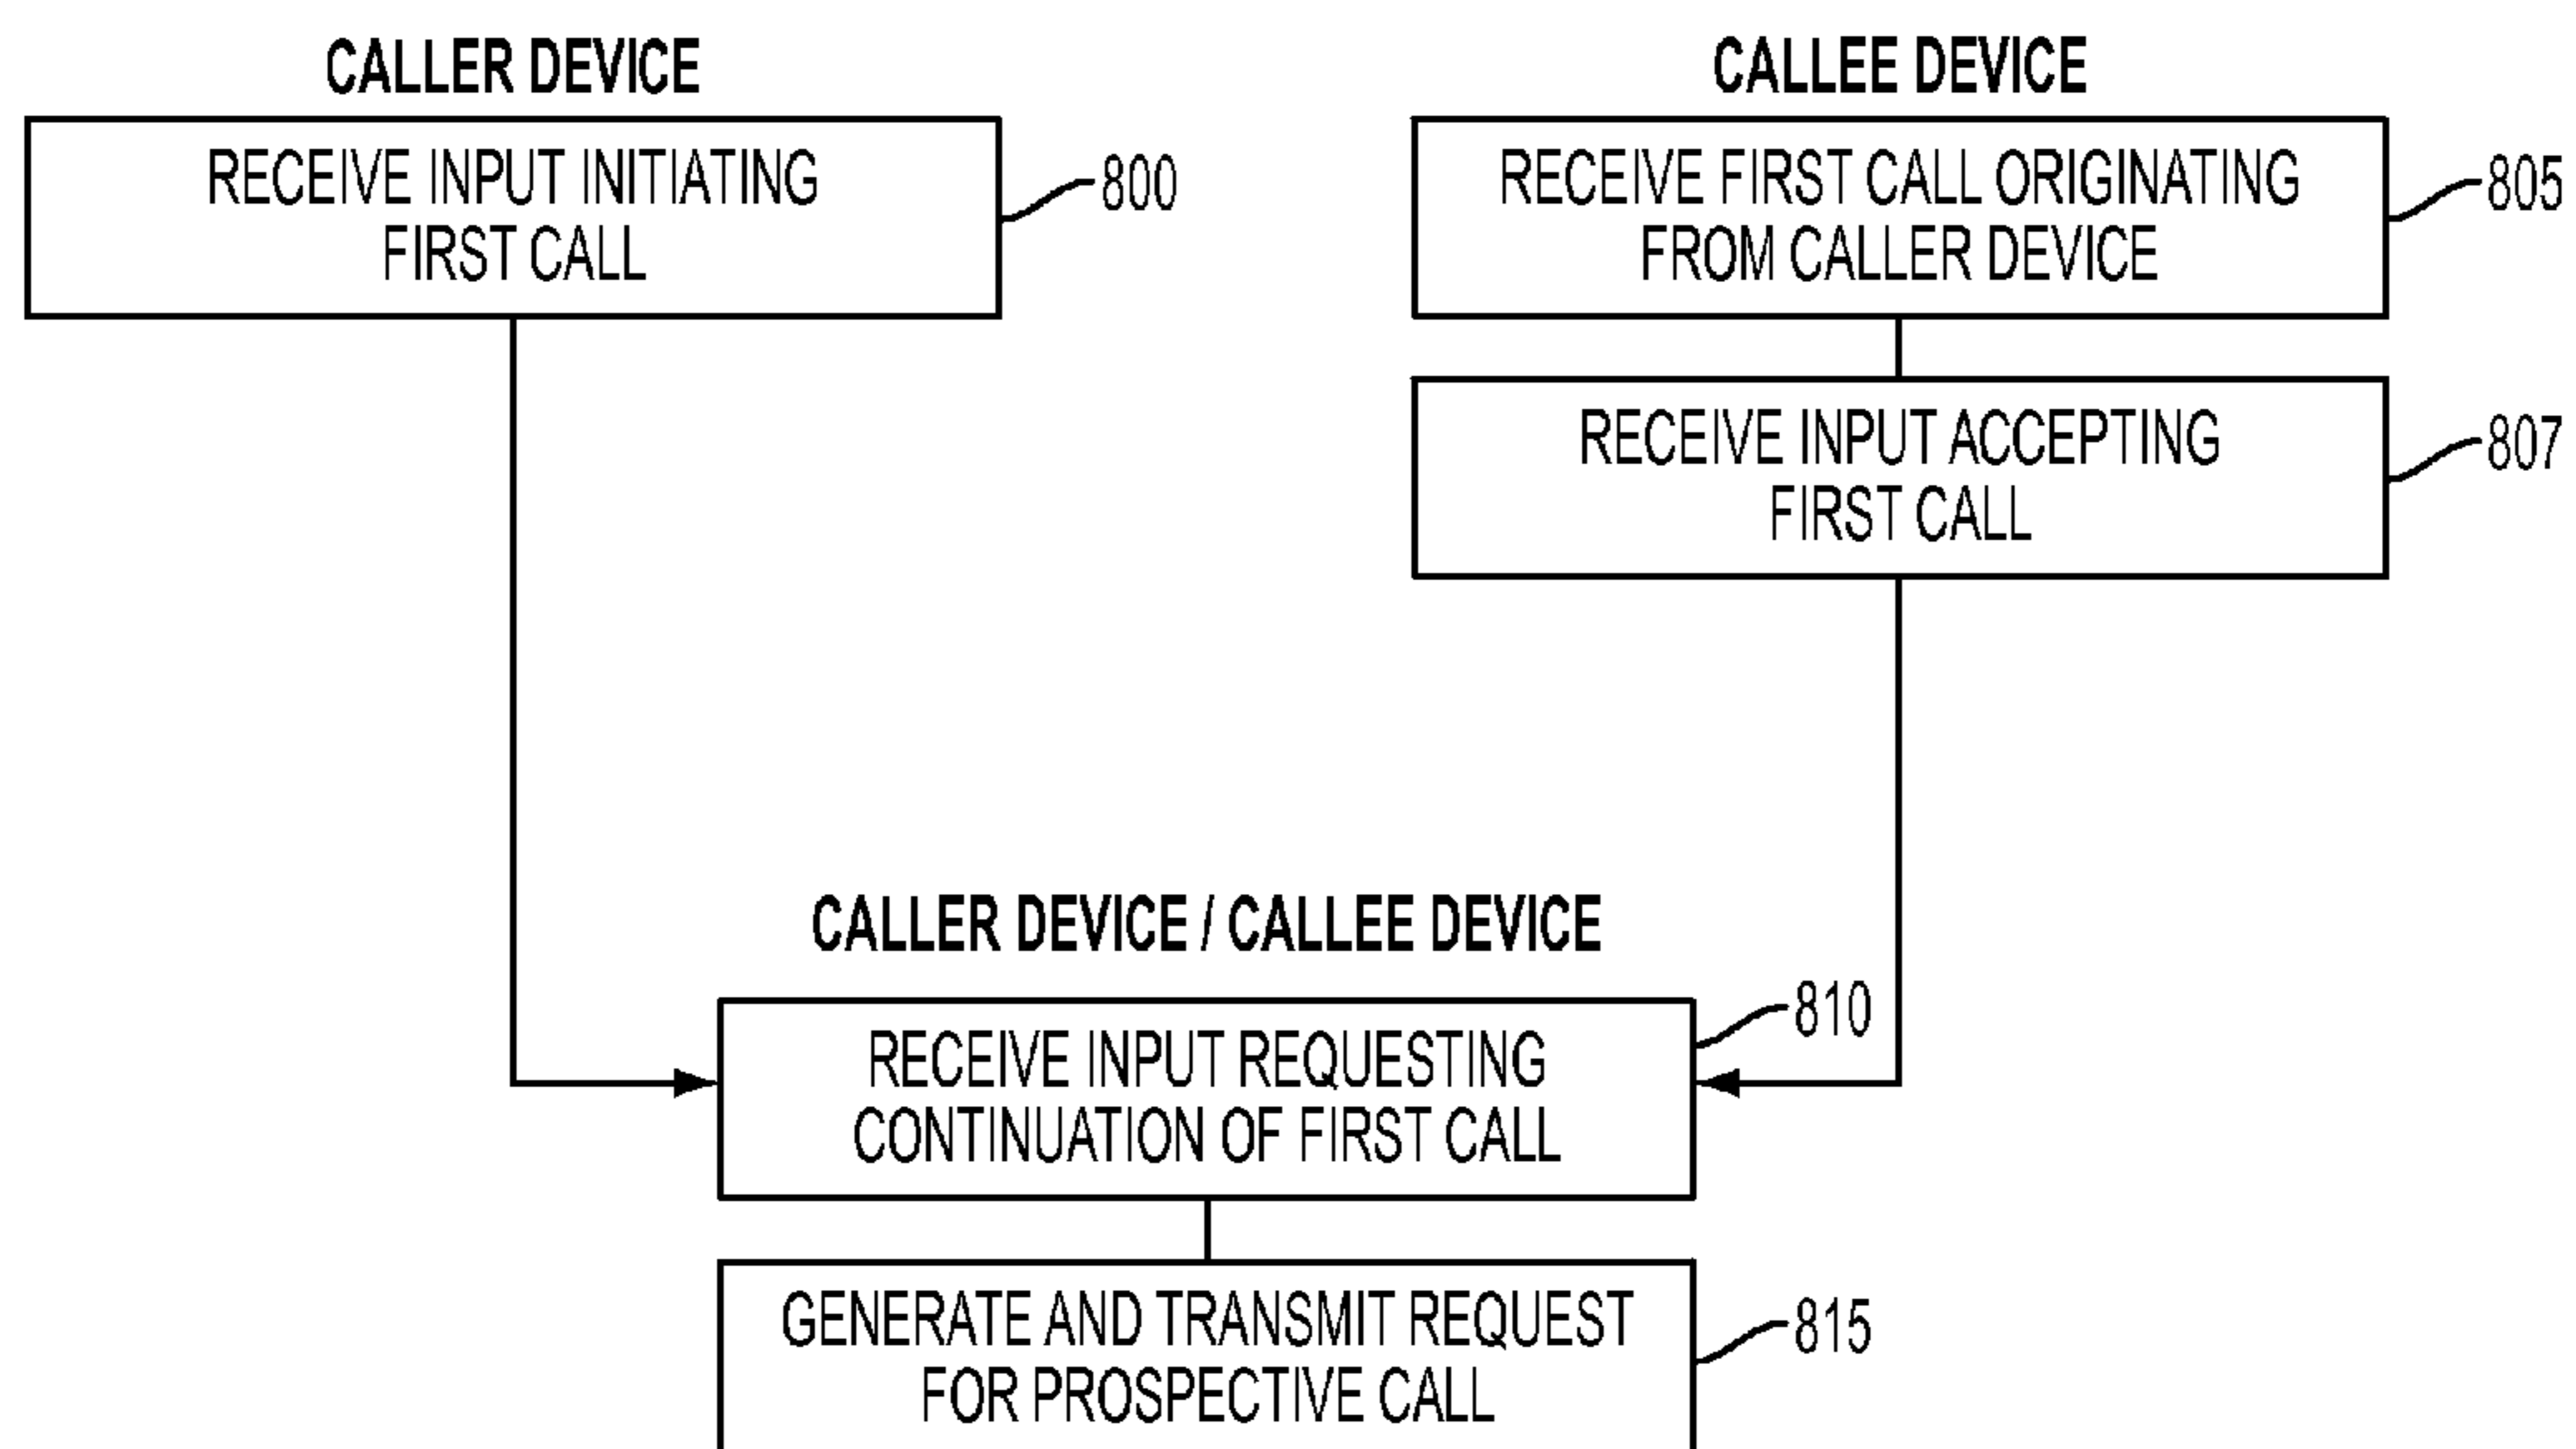 CALLER DEVICE
RECEIVE INPUT INITIATING
FIRST CALL
800
CALLEE DEVICE
RECEIVE FIRST CALL ORIGINATING
FROM CALLER DEVICE
805
RECEIVE INPUT ACCEPTING
FIRST CALL
807
CALLER DEVICE / CALLEE DEVICE
RECEIVE INPUT REQUESTING
CONTINUATION OF FIRST CALL
810
GENERATE AND TRANSMIT REQUEST
FOR PROSPECTIVE CALL
815